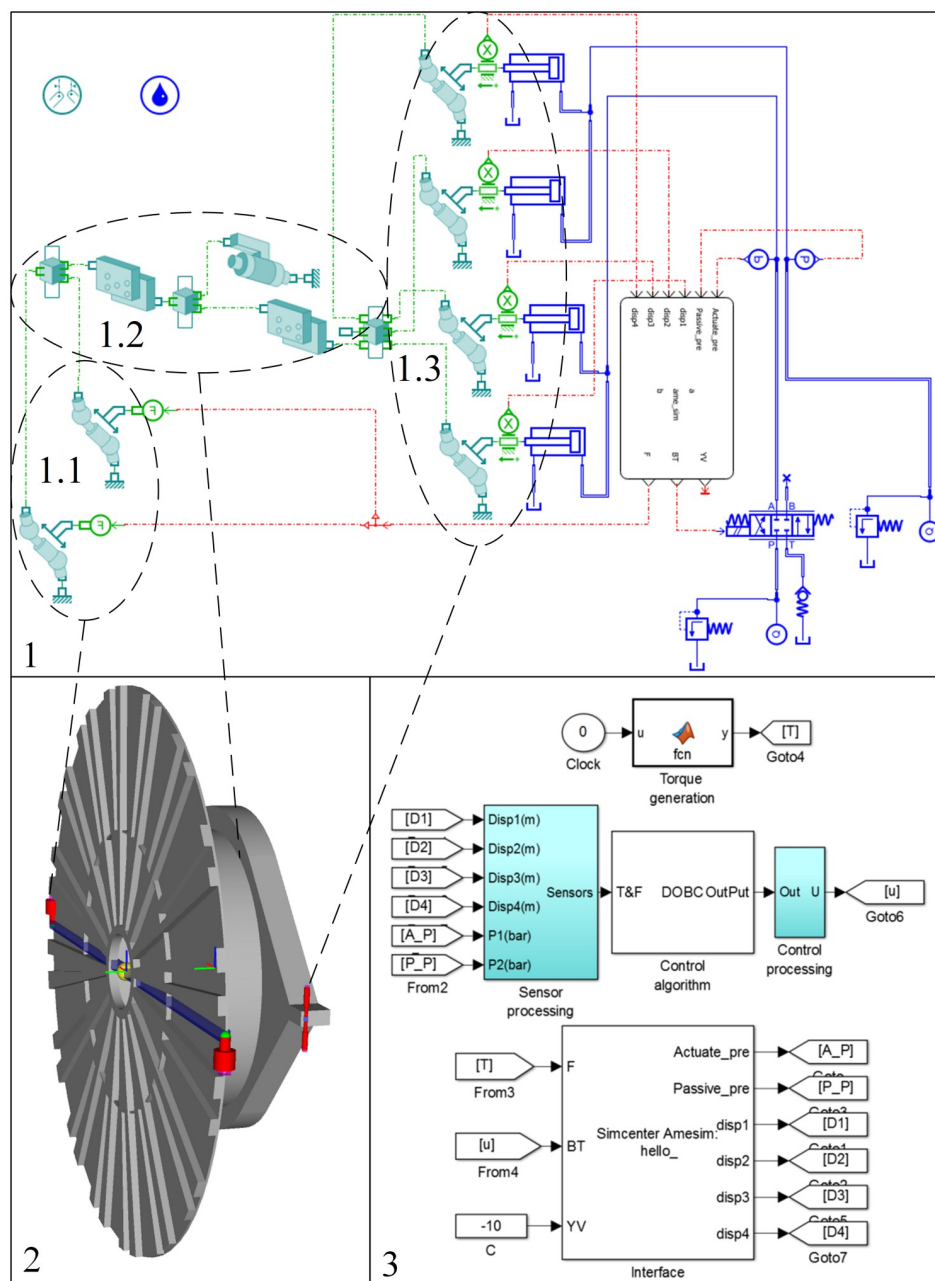 X
X
1.2
X
b
P
disp4
disp3
disp2
disp1
Passive_pre
Actuate_pre
b
ame_sim
a
F
BT
YV
1.3
1.1
F
X
F
A
B
P
T
1
2
0
Clock
u
fcn
y
Torque
generation
[T]
Goto4
[D1]
[D2]
[D3]
[D4]
[A_P]
[P_P]
From2
Disp1(m)
Disp2(m)
Disp3(m)
Disp4(m)
P1(bar)
P2(bar)
Sensors
Sensor
processing
T&F
DOBC OutPut
Control
algorithm
Out
U
Control
processing
[u]
Goto6
[T]
From3
[u]
From4
-10
C
F
BT
YV
Simcenter Amesim:
hello_
Actuate_pre
Passive_pre
disp1
disp2
disp3
disp4
Interface
[A_P]
[P_P]
Goto3
[D1]
[D2]
[D3]
Goto5
[D4]
Goto7
3